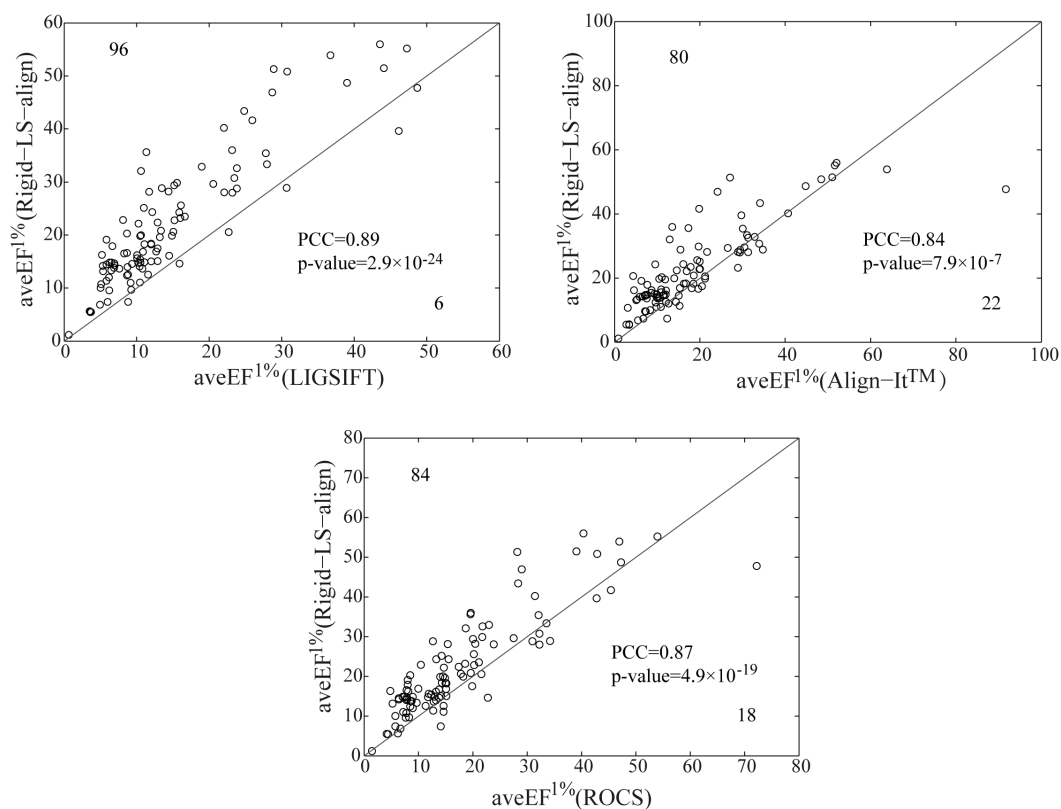 60
50
40
30
20
10
0
0 10 20 30 40 50 60
96
PCC=0.89
p-value=2.9×10⁻²⁴
6
aveEF¹%(Rigid−LS−align)
aveEF¹%(LIGSIFT)
100
80
60
40
20
0
0 20 40 60 80 100
80
PCC=0.84
p-value=7.9×10⁻⁷
22
aveEF¹%(Rigid−LS−align)
aveEF¹%(Align−It™)
80
70
60
50
40
30
20
10
0
0 10 20 30 40 50 60 70 80
84
PCC=0.87
p-value=4.9×10⁻¹⁹
18
aveEF¹%(Rigid−LS−align)
aveEF¹%(ROCS)